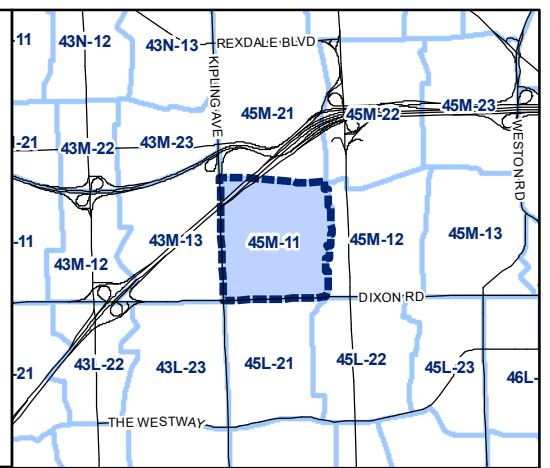 -11 43N-12 43N-13 REXDALE BLVD
KIPLING AVE
45M-21 45M-22 45M-23
-21 43M-22 43M-23
WESTON RD
-11 43M-12 43M-13 45M-11 45M-12 45M-13
DIXON RD
-21 43L-22 43L-23 45L-21 45L-22 45L-23 46L-
THE WESTWAY